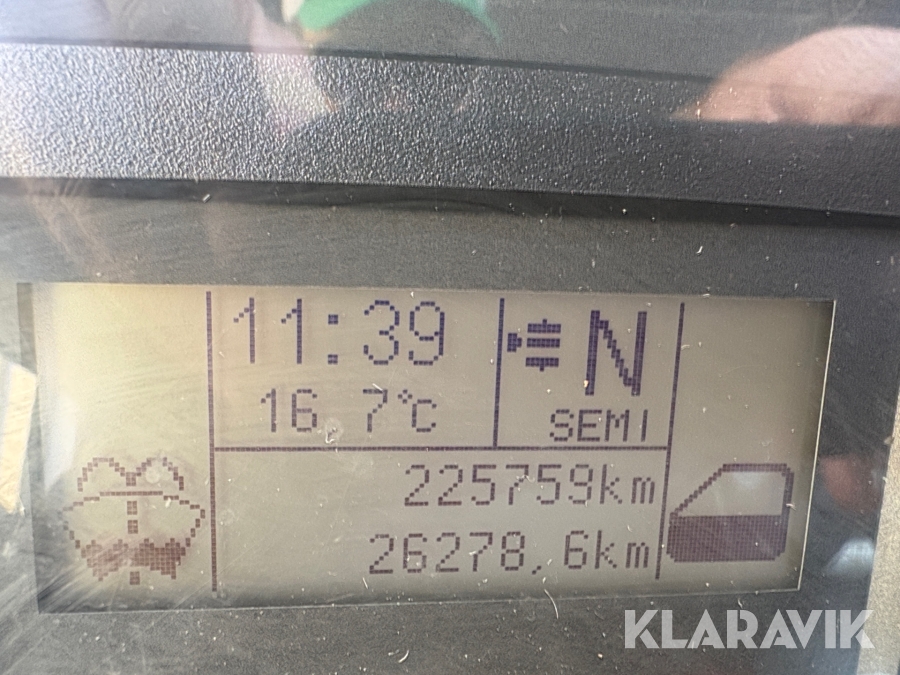 11:39
N
16 7°C
SEMI
225759km
26278,6km
KLARAVIK